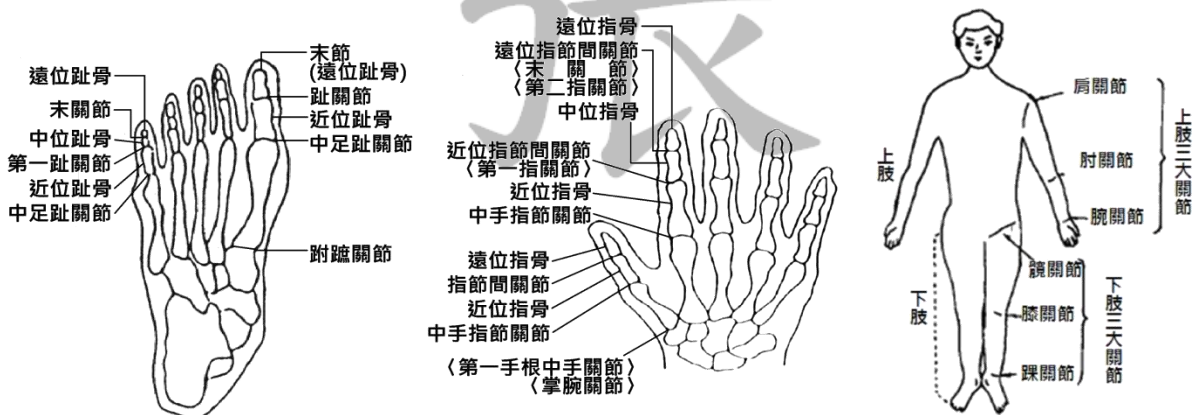 遠位趾骨
末關節
中位趾骨
第一趾關節
近位趾骨
中足趾關節
末節
(遠位趾骨)
趾關節
近位趾骨
中足趾關節
跗蹠關節
遠位指骨
遠位指節間關節
〈末關節〉
〈第二指關節〉
中位指骨
近位指節間關節
〈第一指關節〉
近位指骨
中手指節關節
遠位指骨
指節間關節
近位指骨
中手指節關節
〈第一手根中手關節〉
〈掌腕關節〉
上肢
下肢
肩關節
肘關節
腕關節
上肢三大關節
髖關節
膝關節
踝關節
下肢三大關節